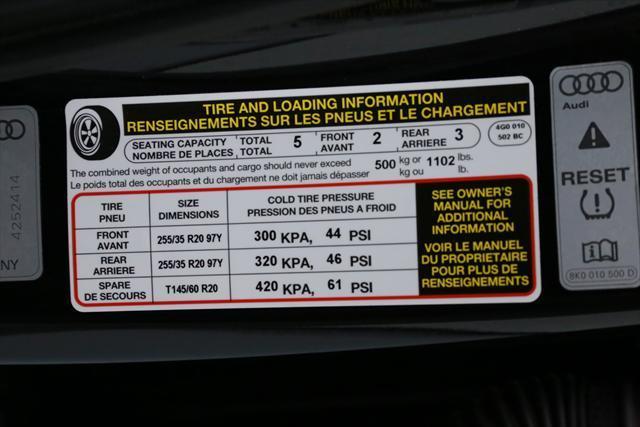 TIRE AND LOADING INFORMATION
RENSEIGNEMENTS SUR LES PNEUS ET LE CHARGEMENT
SEATING CAPACITY TOTAL 5 FRONT 2 REAR 3
NOMBRE DE PLACES TOTAL AVANT ARRIERE
4G0 010
502 BC
The combined weight of occupants and cargo should never exceed 500 kg or 1102 lbs.
Le poids total des occupants et du chargement ne doit jamais dépasser kg ou lb.
TIRE SIZE COLD TIRE PRESSURE
PNEU DIMENSIONS PRESSION DES PNEUS A FROID
FRONT
AVANT 255/35 R20 97Y 300 KPA, 44 PSI
REAR
ARRIERE 255/35 R20 97Y 320 KPA, 46 PSI
SPARE
DE SECOURS T145/60 R20 420 KPA, 61 PSI
SEE OWNER'S
MANUAL FOR
ADDITIONAL
INFORMATION
VOIR LE MANUEL
DU PROPRIETAIRE
POUR PLUS DE
RENSEIGNEMENTS
Audi
RESET
8K0 010 500 D
4252414
NY